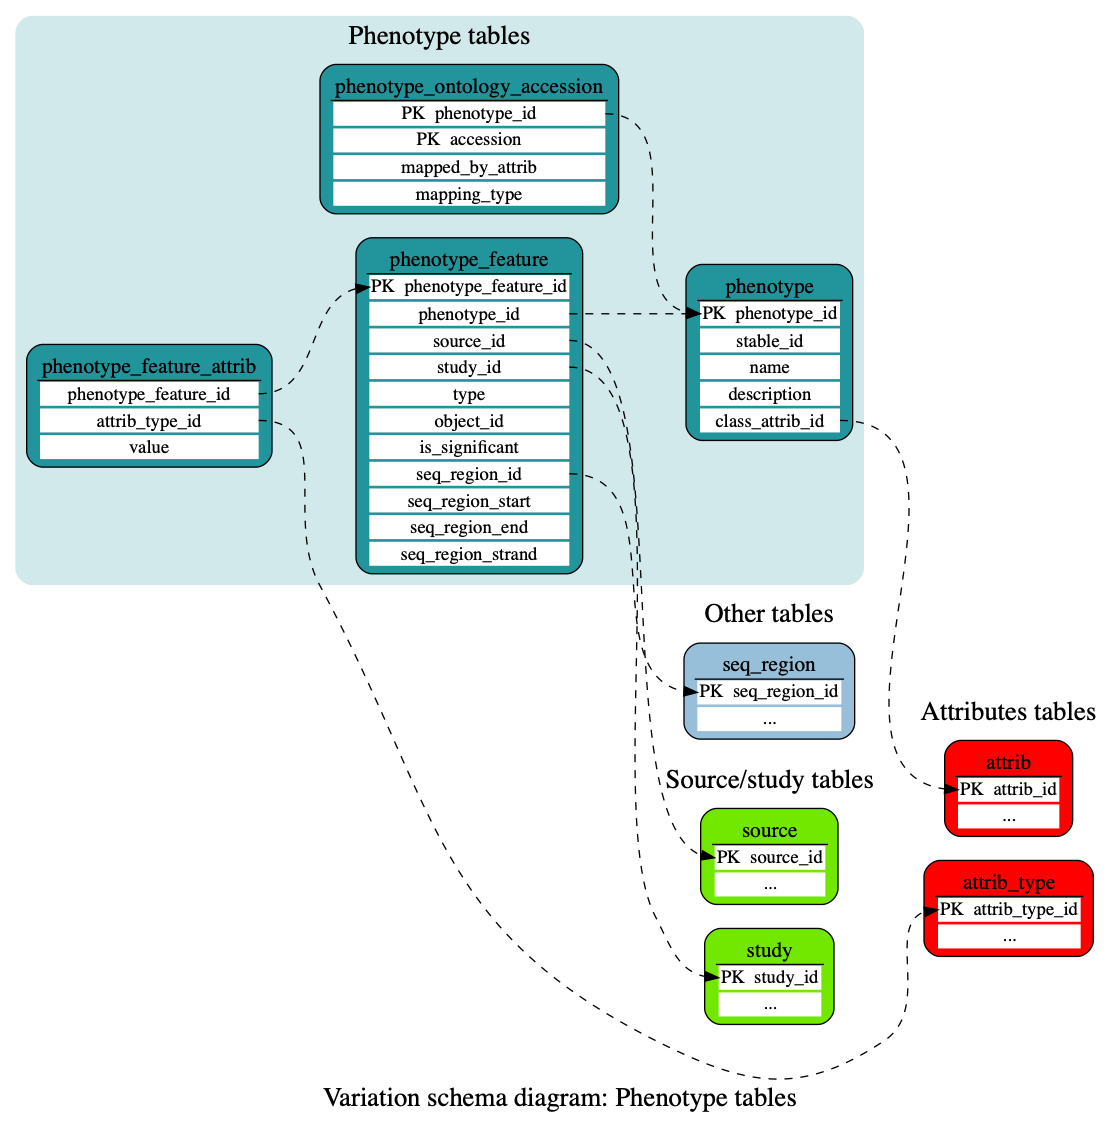 Phenotype tables
phenotype_ontology_accession
PK phenotype_id
PK accession
mapped_by_attrib
mapping_type
phenotype_feature
PK phenotype_feature_id
phenotype_id
source_id
study_id
type
object_id
is_significant
seq_region_id
seq_region_start
seq_region_end
seq_region_strand
phenotype
PK phenotype_id
stable_id
name
description
class_attrib_id
phenotype_feature_attrib
phenotype_feature_id
attrib_type_id
value
Other tables
seq_region
PK seq_region_id
...
Attributes tables
attrib
PK attrib_id
...
attrib_type
PK attrib_type_id
...
Source/study tables
source
PK source_id
...
study
PK study_id
...
Variation schema diagram: Phenotype tables